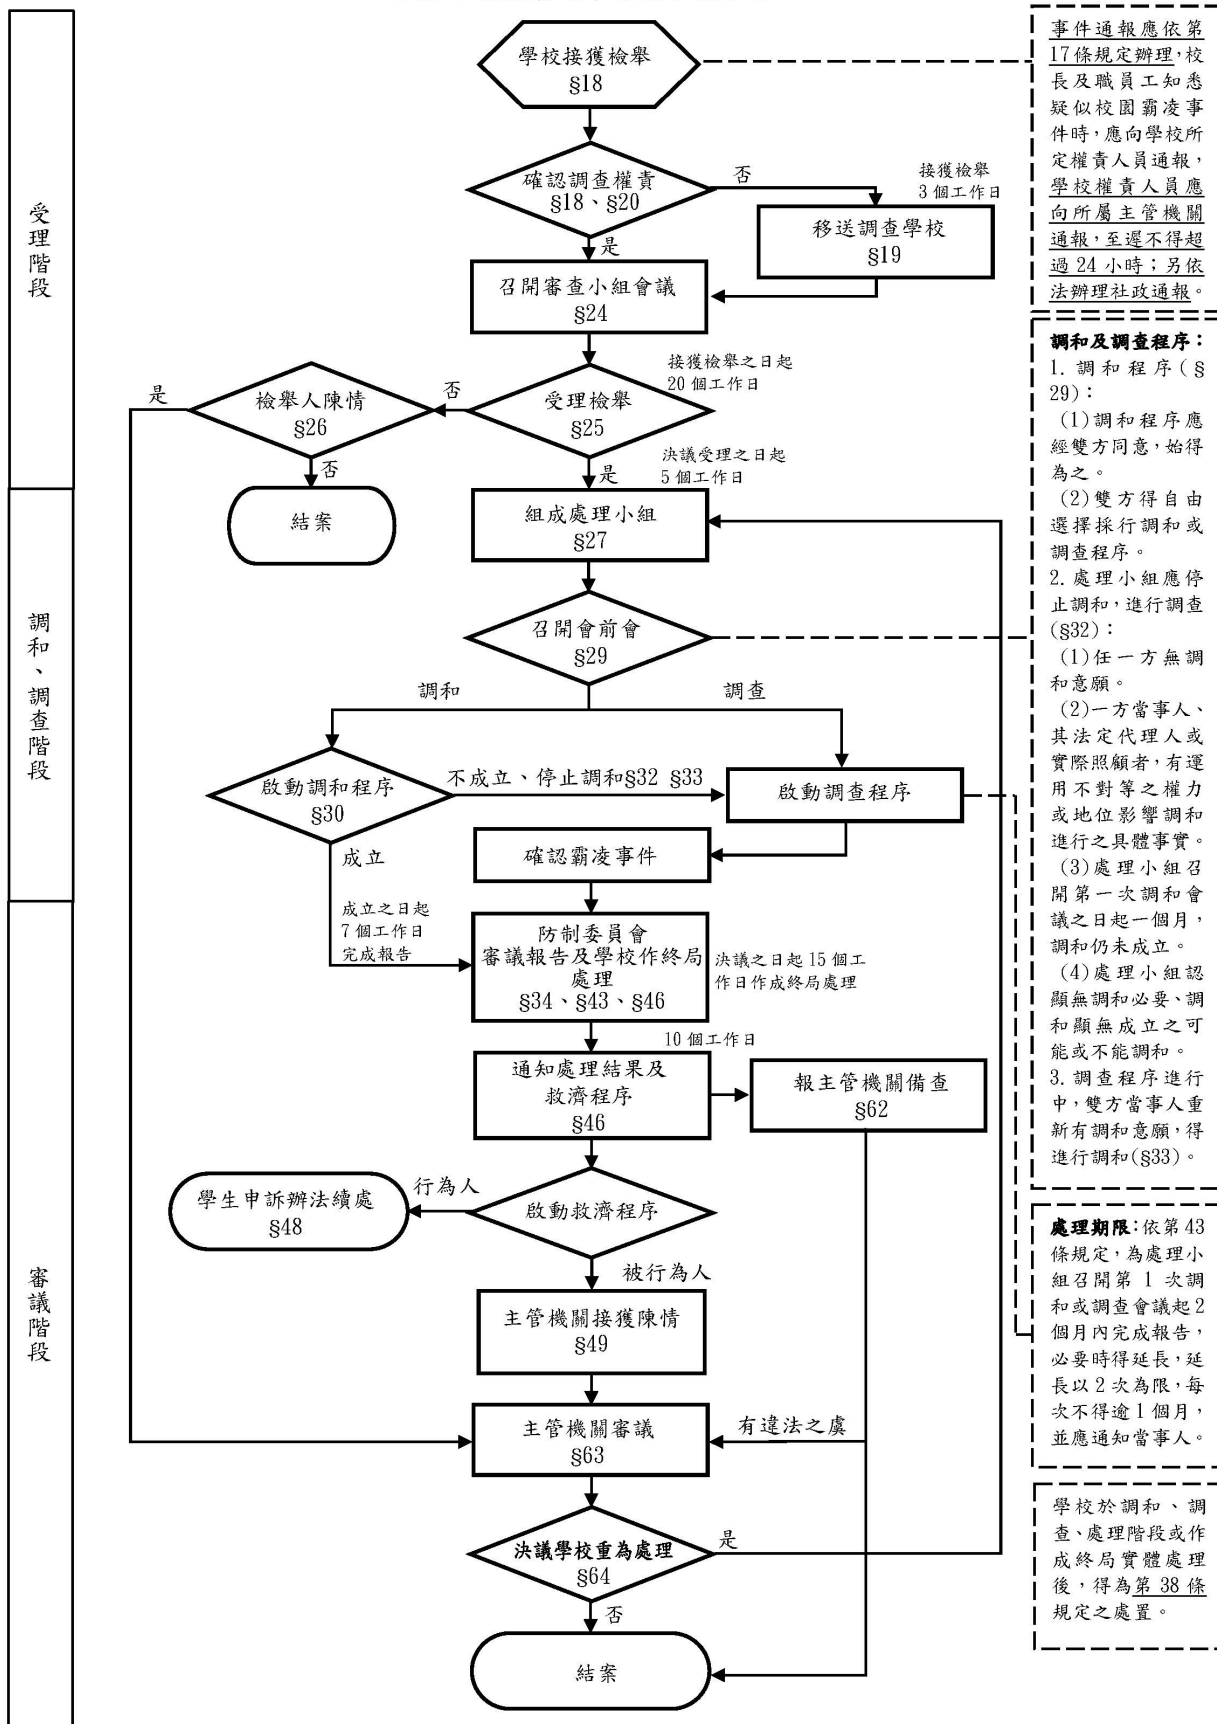 受理階段
調和、調查階段
審議階段
學校接獲檢舉
§18
確認調查權責
§18、§20
否
接獲檢舉
3 個工作日
移送調查學校
§19
是
召開審查小組會議
§24
接獲檢舉之日起
20 個工作日
受理檢舉
§25
否
檢舉人陳情
§26
是
否
結案
決議受理之日起
5 個工作日
是
組成處理小組
§27
召開會前會
§29
調和
調查
啟動調和程序
§30
不成立、停止調和§32 §33
啟動調查程序
成立
確認霸凌事件
成立之日起
7 個工作日
完成報告
防制委員會
審議報告及學校作終局
處理
§34、§43、§46
決議之日起 15 個工
作日作成終局處理
10 個工作日
通知處理結果及
救濟程序
§46
報主管機關備查
§62
啟動救濟程序
行為人
學生申訴辦法續處
§48
被行為人
主管機關接獲陳情
§49
主管機關審議
§63
有違法之虞
決議學校重為處理
§64
是
否
結案
事件通報應依第
17條規定辦理，校
長及職員工知悉
疑似校園霸凌事
件時，應向學校所
定權責人員通報，
學校權責人員應
向所屬主管機關
通報，至遲不得超
過 24 小時；另依
法辦理社政通報。
調和及調查程序：
1. 調和程序（§
29）：
(1)調和程序應
經雙方同意，始得
為之。
(2)雙方得自由
選擇採行調和或
調查程序。
2. 處理小組應停
止調和，進行調查
(§32)：
(1)任一方無調
和意願。
(2)一方當事人、
其法定代理人或
實際照顧者，有運
用不對等之權力
或地位影響調和
進行之具體事實。
(3)處理小組召
開第一次調和會
議之日起一個月，
調和仍未成立。
(4)處理小組認
顯無調和必要、調
和顯無成立之可
能或不能調和。
3. 調查程序進行
中，雙方當事人重
新有調和意願，得
進行調和(§33)。
處理期限：依第 43
條規定，為處理小
組召開第 1 次調
和或調查會議起 2
個月內完成報告，
必要時得延長，延
長以 2 次為限，每
次不得逾 1 個月，
並應通知當事人。
學校於調和、調
查、處理階段或作
成終局實體處理
後，得為第 38 條
規定之處置。